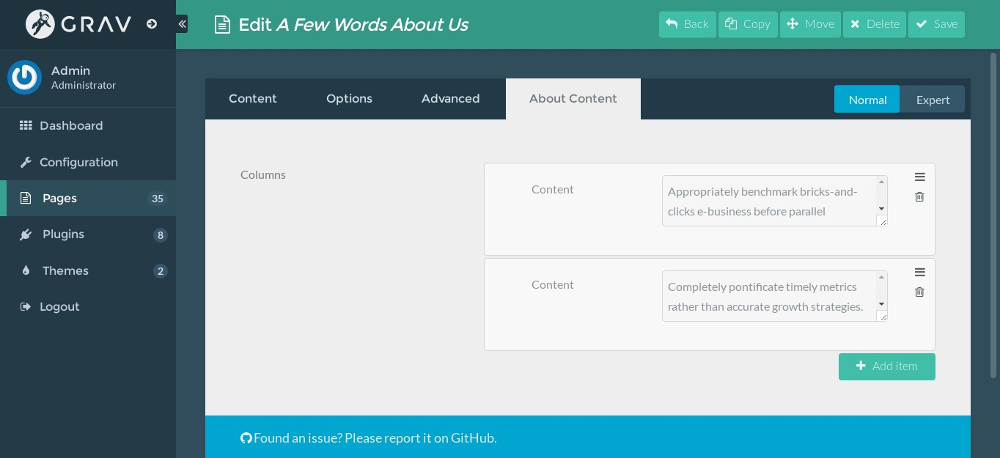 GRAV
Edit A Few Words About Us
Back
Copy
Move
Delete
Save
Admin
Administrator
Dashboard
Configuration
Pages 35
Plugins 8
Themes 2
Logout
Content
Options
Advanced
About Content
Normal
Expert
Columns
Content
Appropriately benchmark bricks-and-
clicks e-business before parallel
Content
Completely pontificate timely metrics
rather than accurate growth strategies.
Add item
Found an issue? Please report it on GitHub.